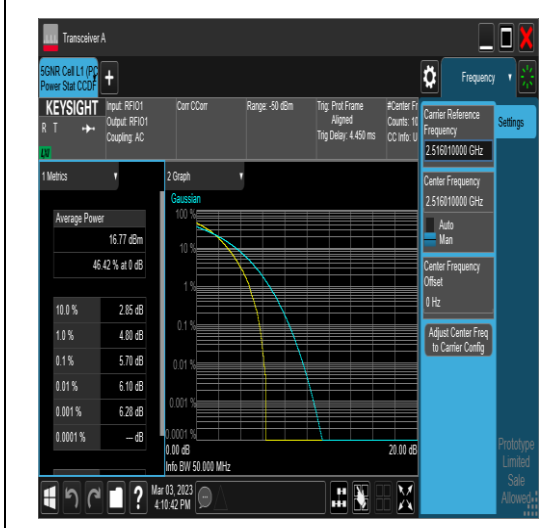 Transceiver A
5GNR Cell L1 (PC
Power Stat CCDF
Frequency
KEYSIGHT
R T
LU
Input: RFIO1
Output: RFIO1
Coupling: AC
Corr CCorr
Range: -50 dBm
Trig: Prot Frame
Aligned
Trig Delay: 4.450 ms
#Center Fr
Counts: 10
CC Info: U
Carrier Reference
Frequency
2.516010000 GHz
Settings
Center Frequency
2.516010000 GHz
Auto
Man
Center Frequency
Offset
0 Hz
Adjust Center Freq
to Carrier Config
1 Metrics
2 Graph
Average Power
16.77 dBm
46.42 % at 0 dB
10.0 % 2.85 dB
1.0 % 4.80 dB
0.1 % 5.70 dB
0.01 % 6.10 dB
0.001 % 6.28 dB
0.0001 % --- dB
Gaussian
100 %
10 %
1 %
0.1 %
0.01 %
0.001 %
0.0001 %
0.00 dB 20.00 dB
Info BW 50.000 MHz
Mar 03, 2023
4:10:42 PM
Prototype
Limited
Sale
Allowed